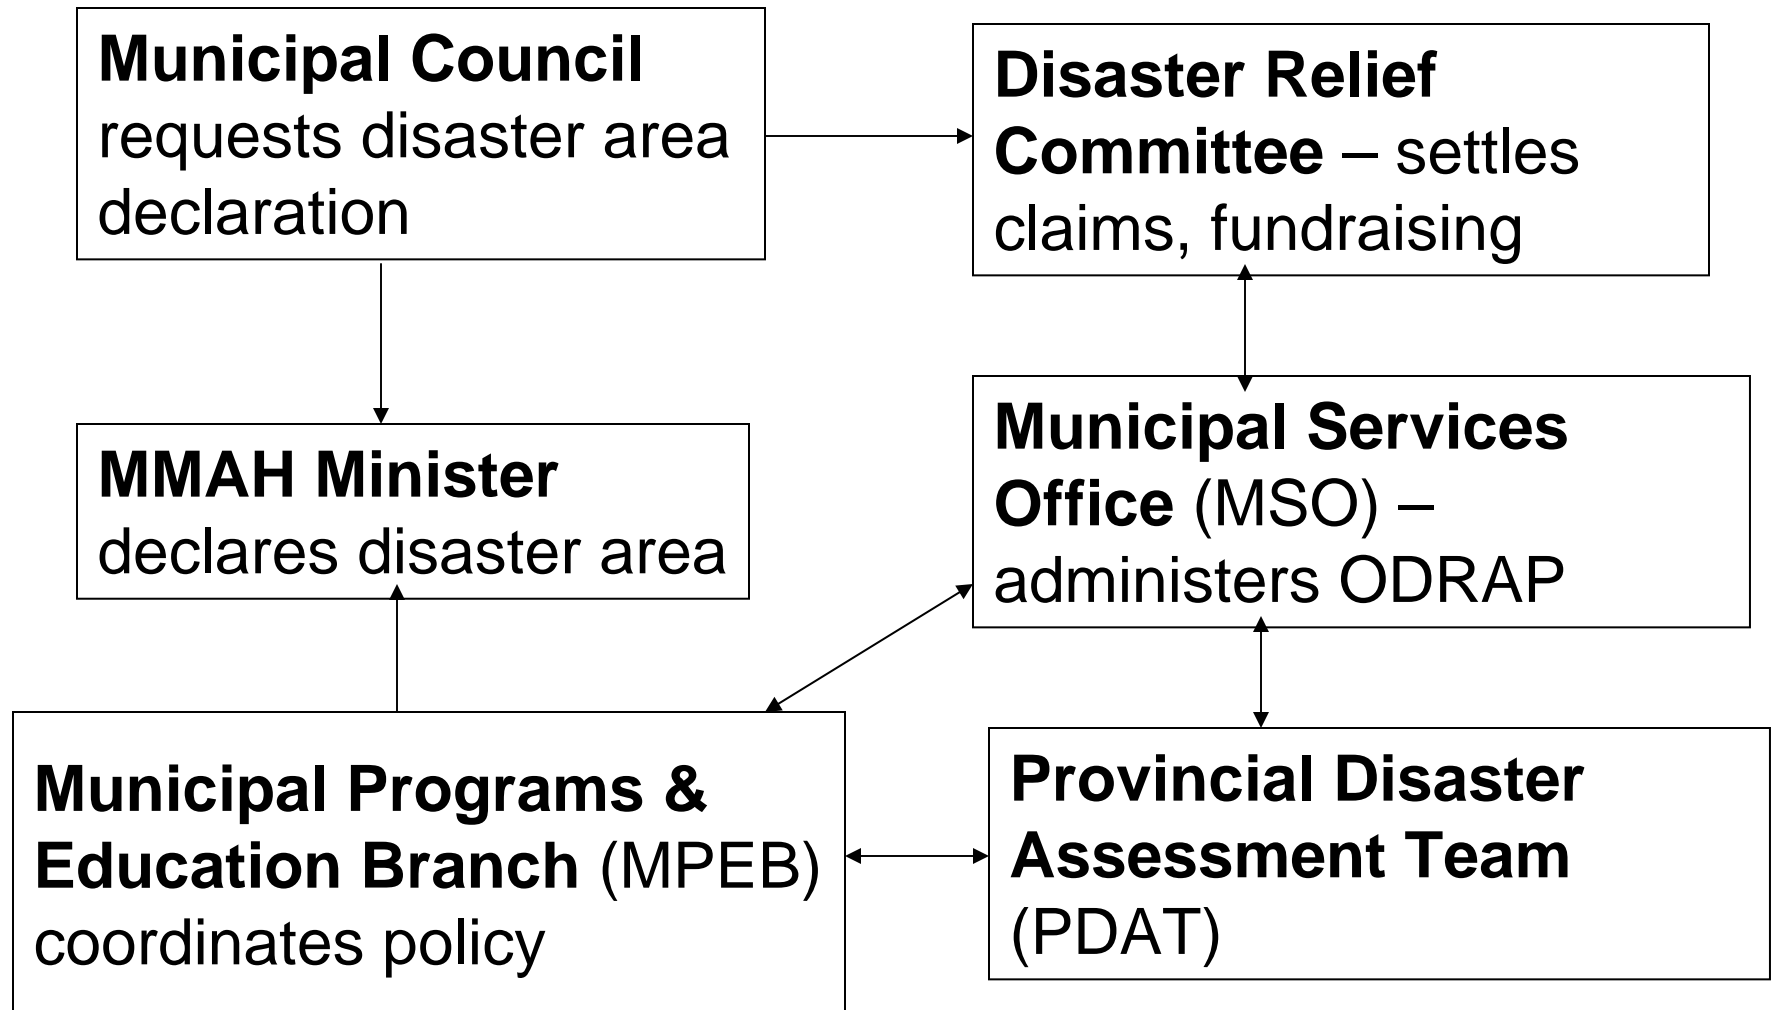 Municipal Council
requests disaster area
declaration
Disaster Relief
Committee – settles
claims, fundraising
MMAH Minister
declares disaster area
Municipal Services
Office (MSO) –
administers ODRAP
Municipal Programs &
Education Branch (MPEB)
coordinates policy
Provincial Disaster
Assessment Team
(PDAT)